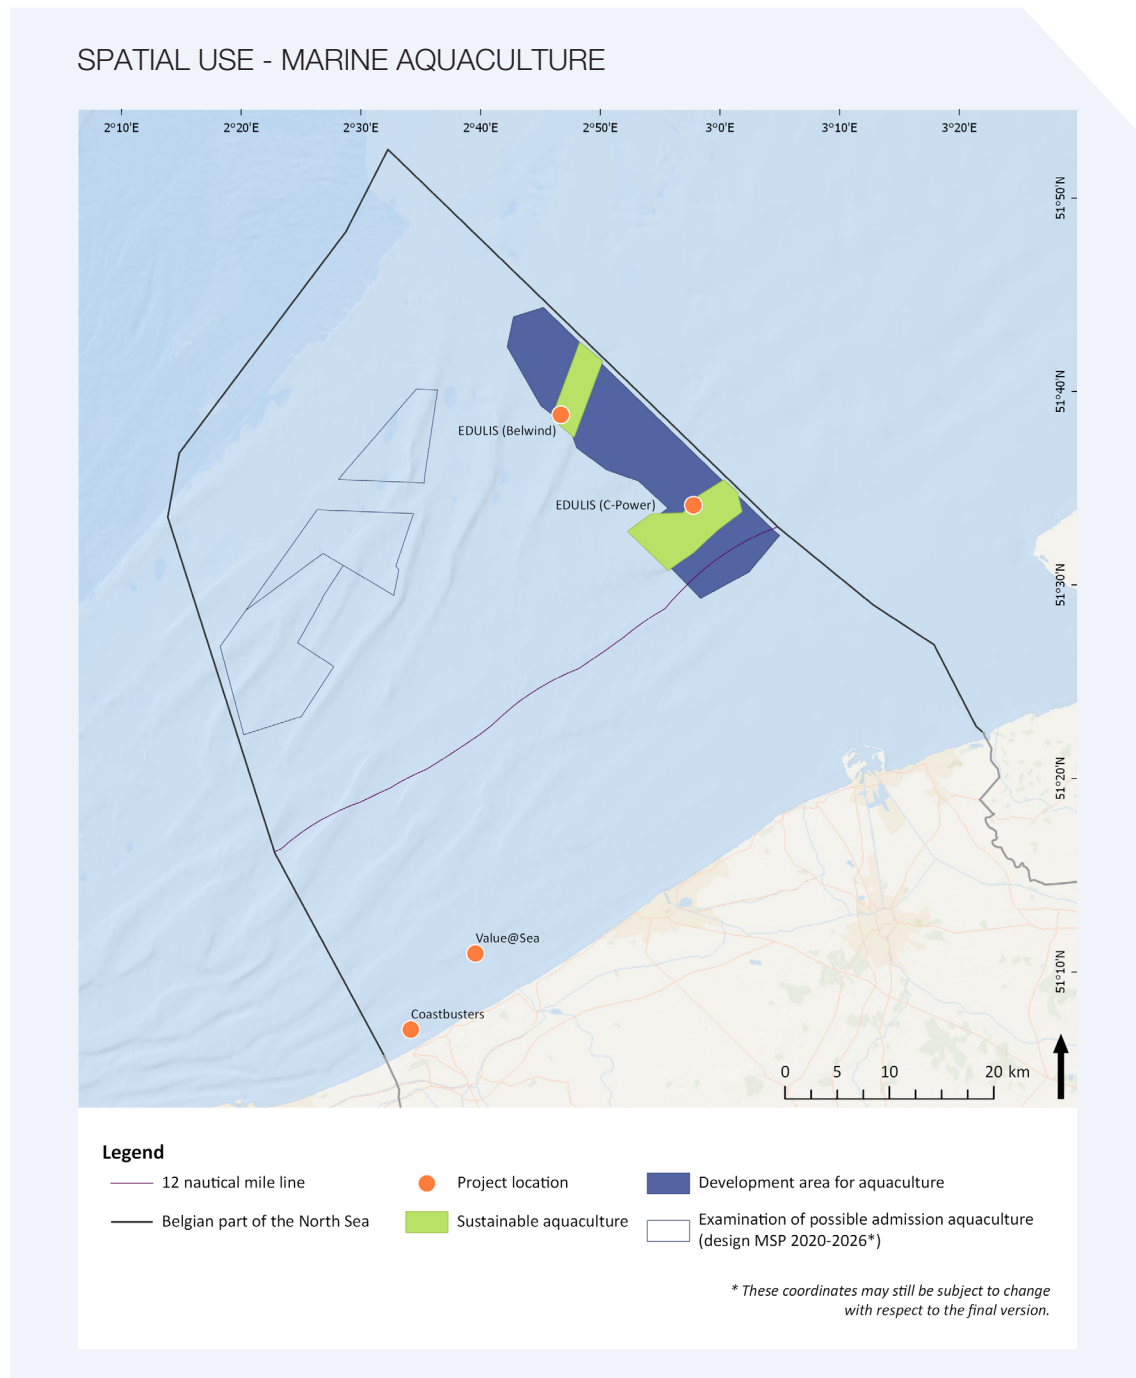 SPATIAL USE - MARINE AQUACULTURE
2°10'E
2°20'E
2°30'E
2°40'E
2°50'E
3°0'E
3°10'E
3°20'E
51°50'N
51°40'N
EDULIS (Belwind)
EDULIS (C-Power)
51°30'N
51°20'N
Value@Sea
51°10'N
Coastbusters
0 5 10 20 km
Legend
12 nautical mile line
Project location
Development area for aquaculture
Belgian part of the North Sea
Sustainable aquaculture
Examination of possible admission aquaculture
(design MSP 2020-2026*)
* These coordinates may still be subject to change
with respect to the final version.